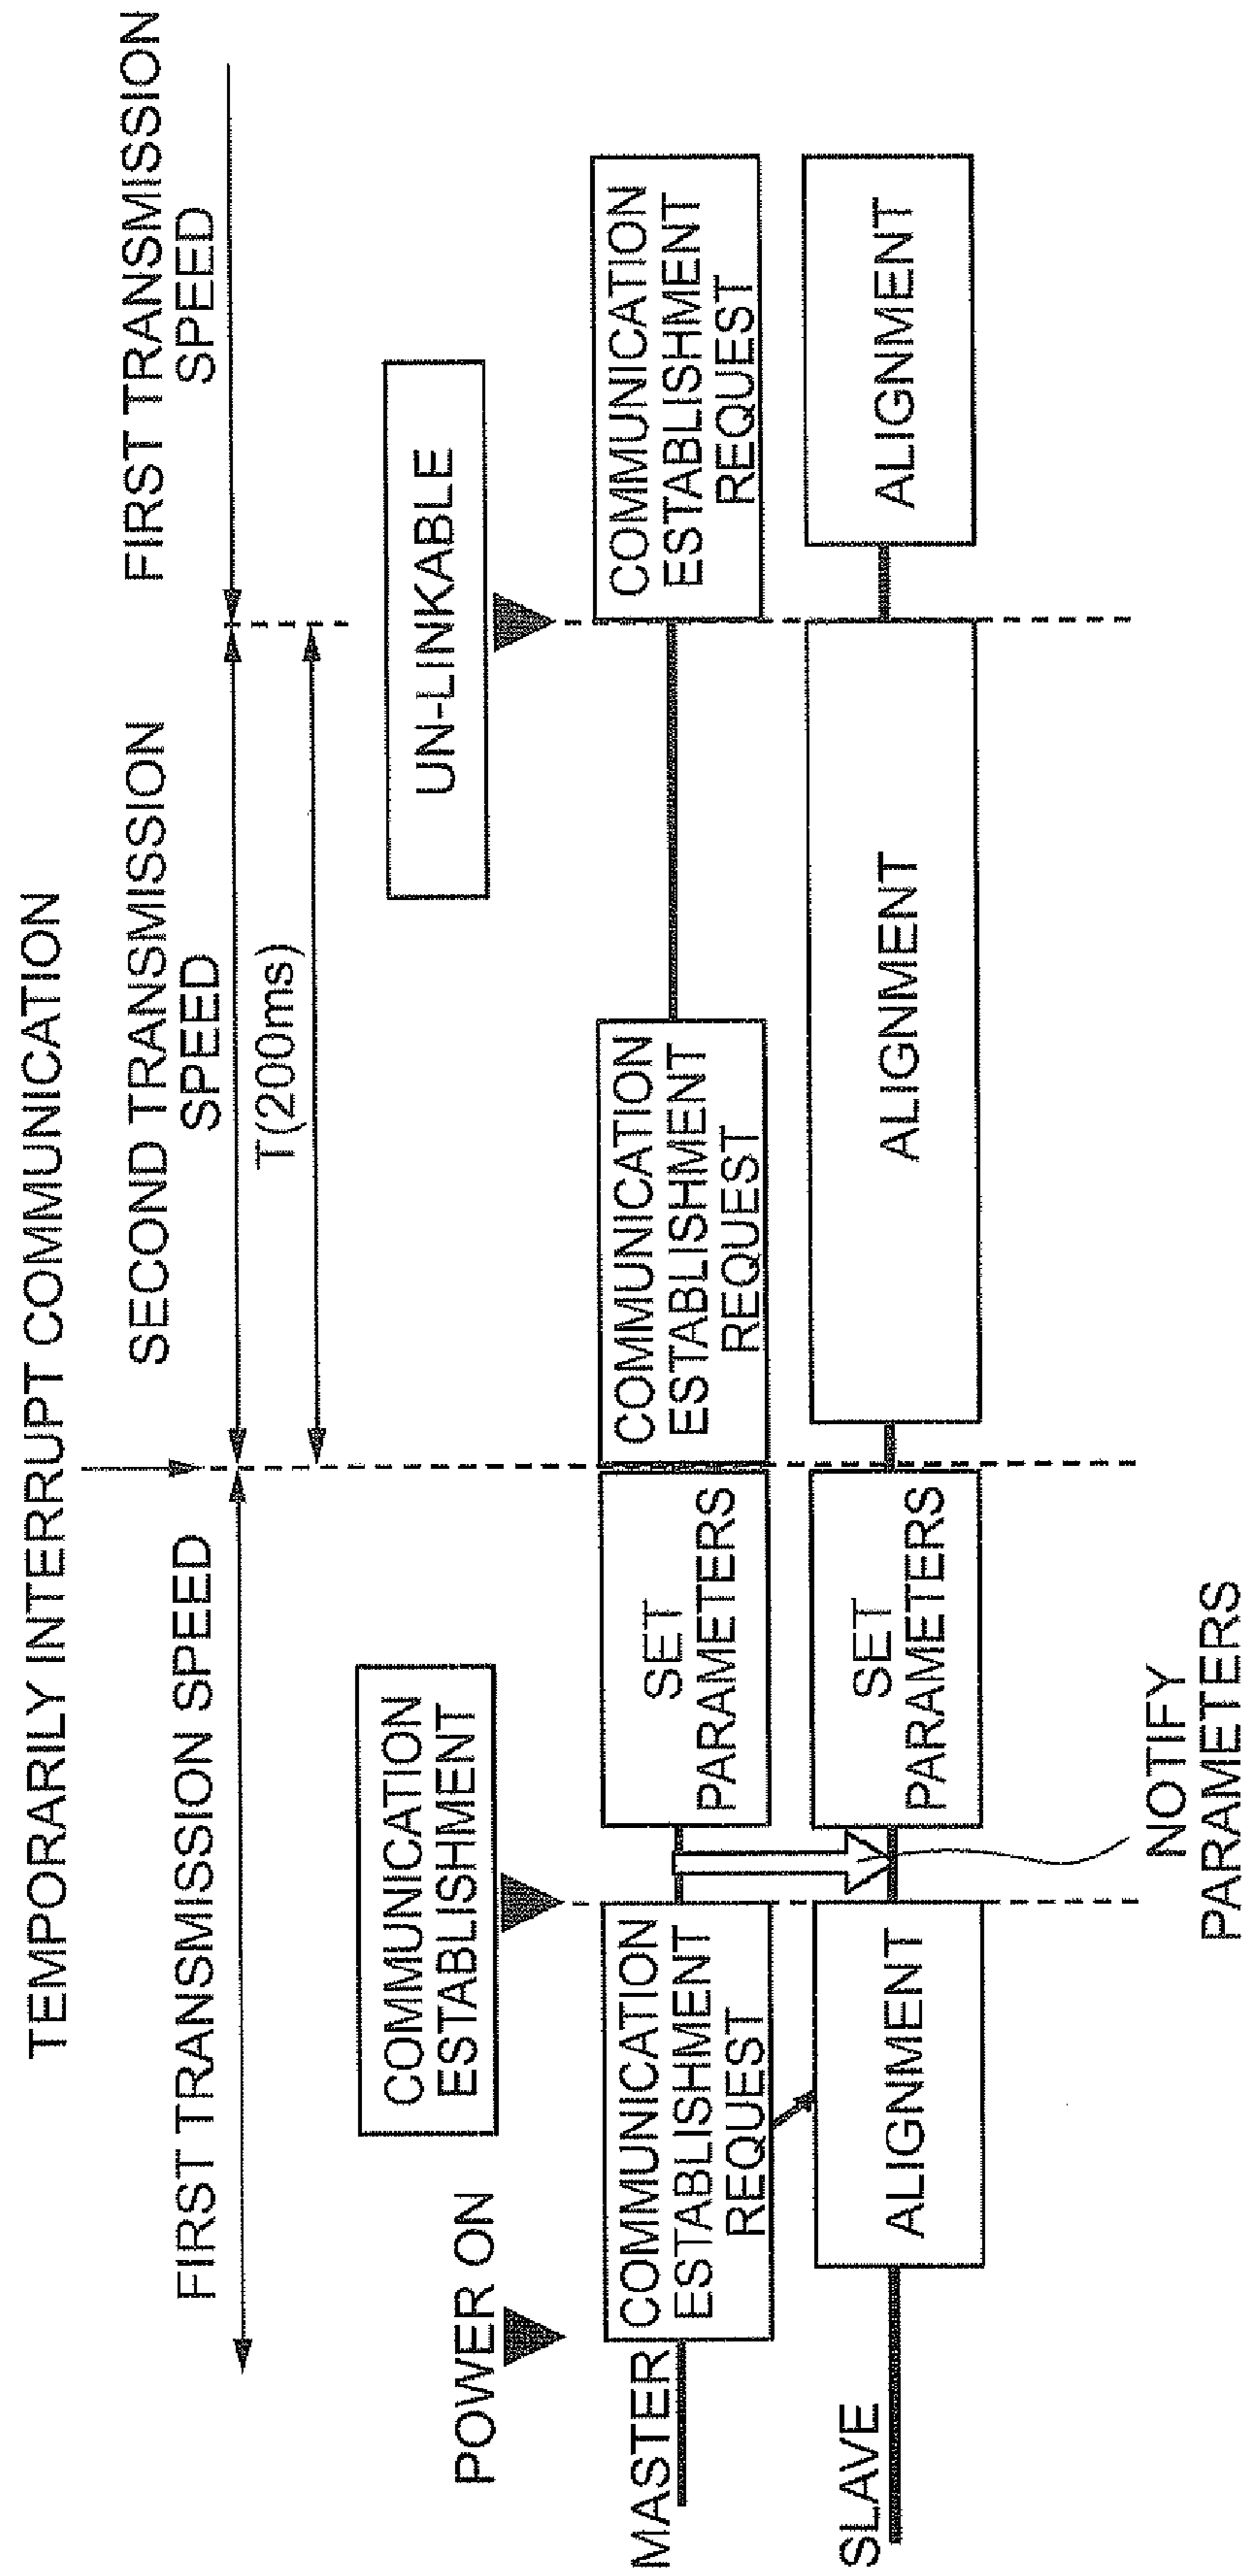 TEMPORARILY INTERRUPT COMMUNICATION
FIRST TRANSMISSION SPEED
SECOND TRANSMISSION
SPEED
FIRST TRANSMISSION
SPEED
T(200ms)
POWER ON
COMMUNICATION
ESTABLISHMENT
UN-LINKABLE
MASTER
COMMUNICATION
ESTABLISHMENT
REQUEST
SET
PARAMETERS
COMMUNICATION
ESTABLISHMENT
REQUEST
COMMUNICATION
ESTABLISHMENT
REQUEST
SLAVE
ALIGNMENT
SET
PARAMETERS
ALIGNMENT
ALIGNMENT
NOTIFY
PARAMETERS